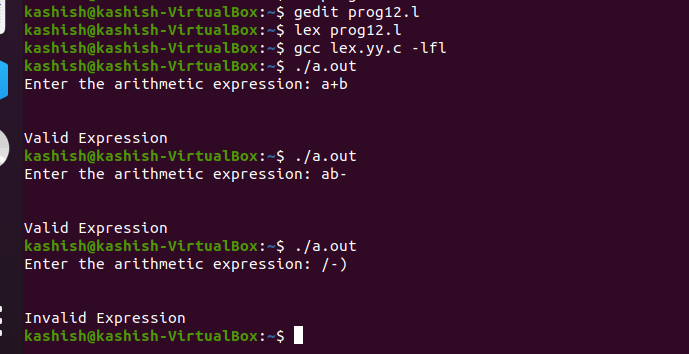 kashish@kashish-VirtualBox:~$ gedit prog12.l
kashish@kashish-VirtualBox:~$ lex prog12.l
kashish@kashish-VirtualBox:~$ gcc lex.yy.c -lfl
kashish@kashish-VirtualBox:~$ ./a.out
Enter the arithmetic expression: a+b
Valid Expression
kashish@kashish-VirtualBox:~$ ./a.out
Enter the arithmetic expression: ab-
Valid Expression
kashish@kashish-VirtualBox:~$ ./a.out
Enter the arithmetic expression: /-)
Invalid Expression
kashish@kashish-VirtualBox:~$